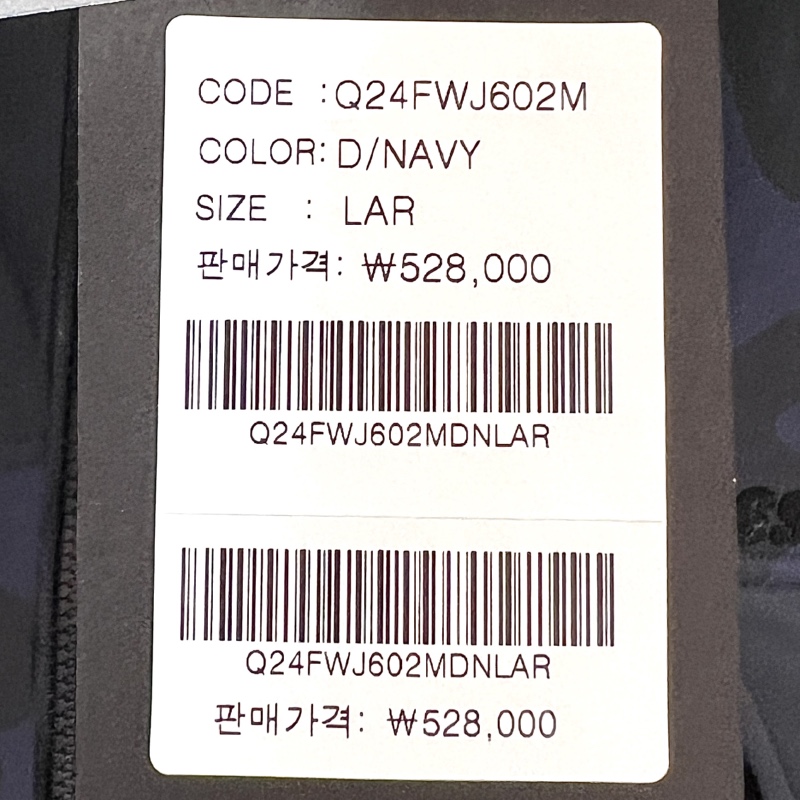 CODE :Q24FWJ602M
COLOR: D/NAVY
SIZE : LAR
판매가격: ₩528,000
Q24FWJ602MDNLAR
Q24FWJ602MDNLAR
판매가격: ₩528,000